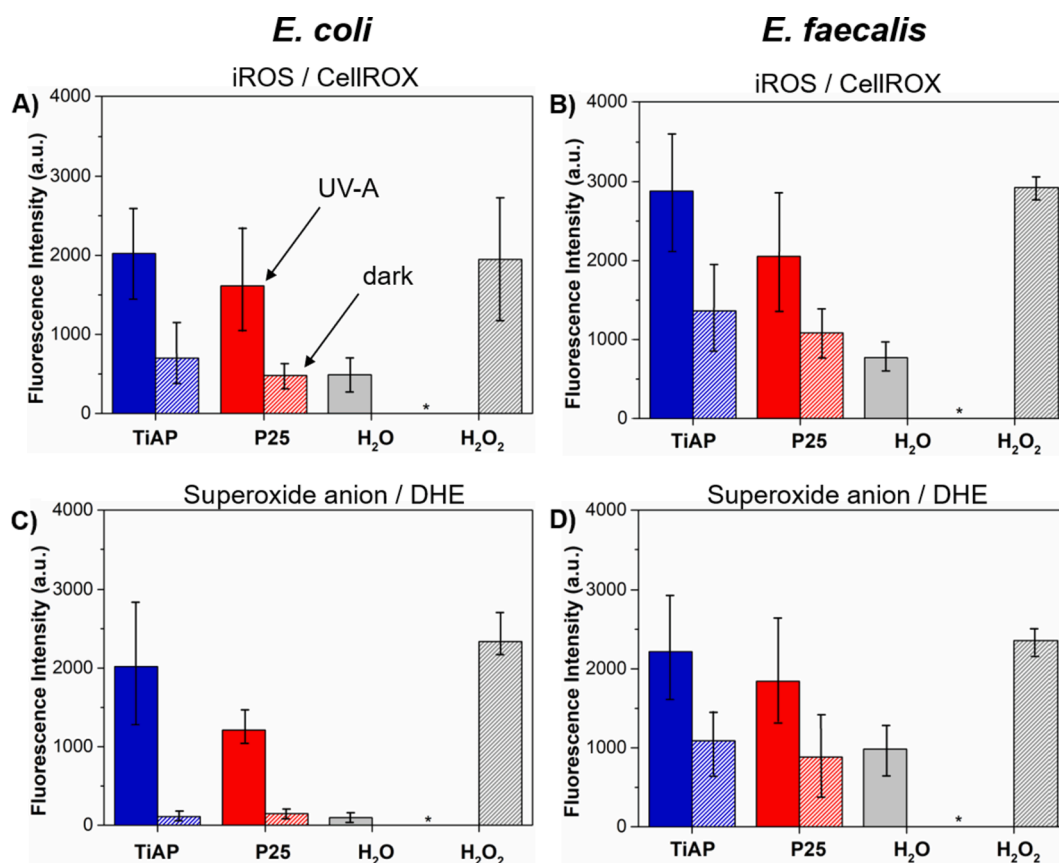 E. coli
E. faecalis
iROS / CellROX
iROS / CellROX
A)
B)
Fluorescence Intensity (a.u.)
4000
3000
2000
1000
0
UV-A
dark
*
TiAP P25 H₂O H₂O₂
Fluorescence Intensity (a.u.)
4000
3000
2000
1000
0
*
TiAP P25 H₂O H₂O₂
Superoxide anion / DHE
Superoxide anion / DHE
C)
D)
Fluorescence Intensity (a.u.)
4000
3000
2000
1000
0
*
TiAP P25 H₂O H₂O₂
Fluorescence Intensity (a.u.)
4000
3000
2000
1000
0
*
TiAP P25 H₂O H₂O₂